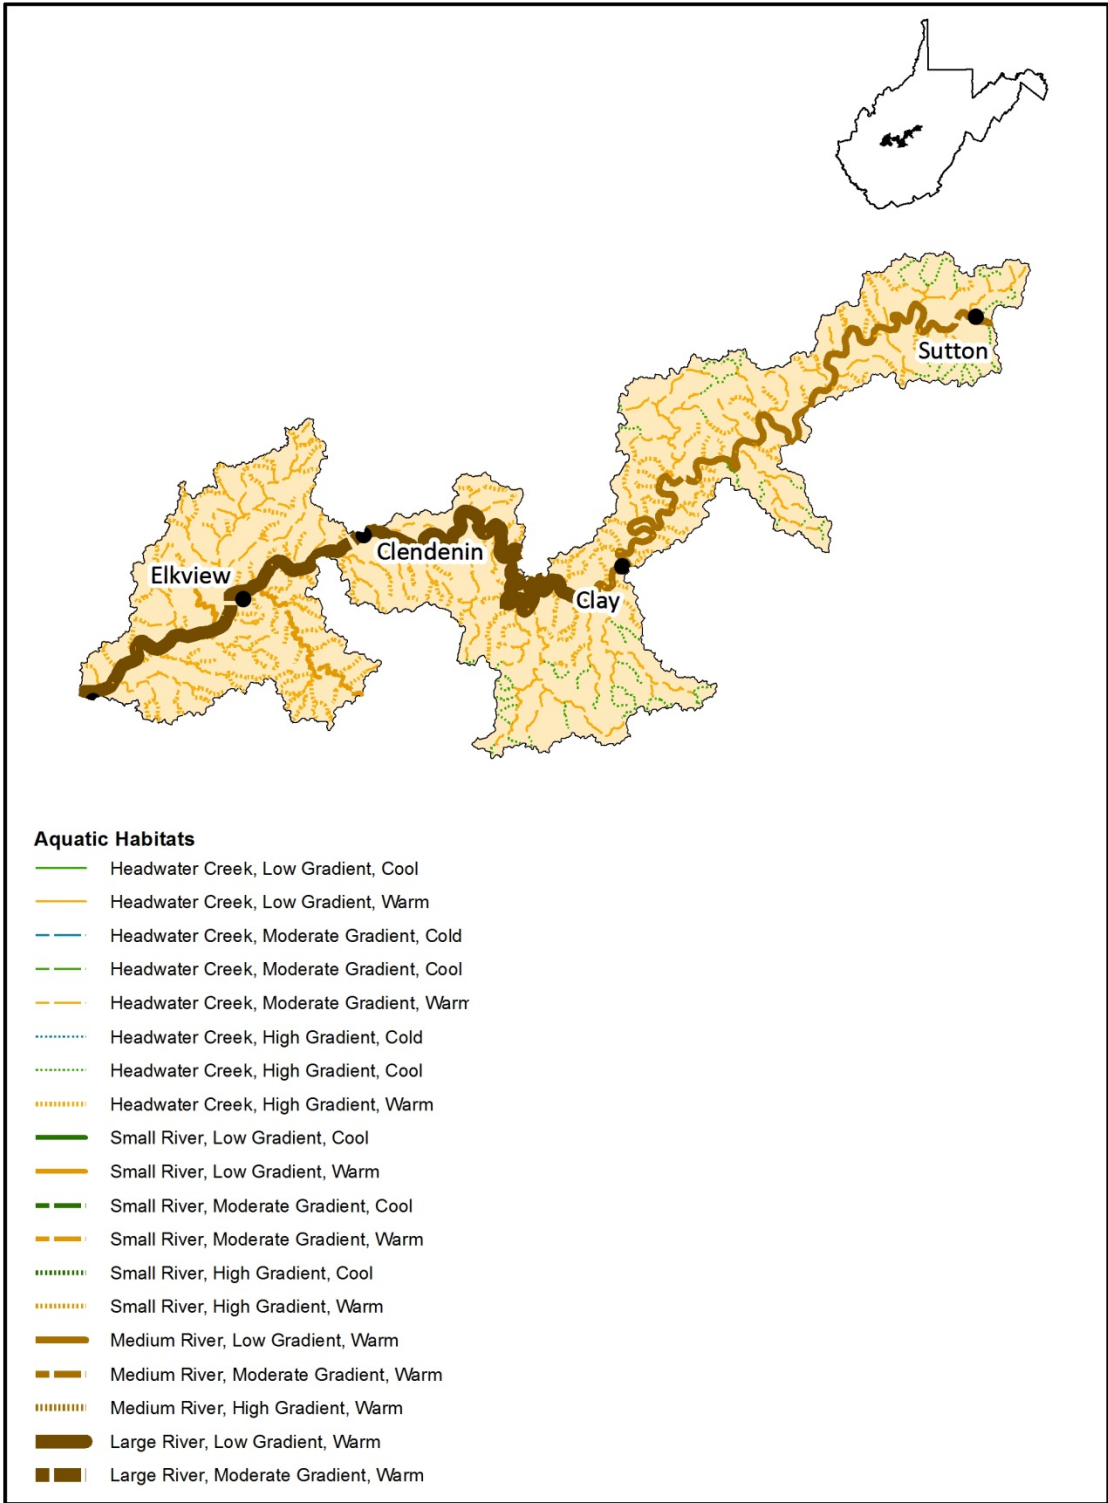 Sutton
Clendenin
Elkview
Clay
Aquatic Habitats
Headwater Creek, Low Gradient, Cool
Headwater Creek, Low Gradient, Warm
Headwater Creek, Moderate Gradient, Cold
Headwater Creek, Moderate Gradient, Cool
Headwater Creek, Moderate Gradient, Warm
Headwater Creek, High Gradient, Cold
Headwater Creek, High Gradient, Cool
Headwater Creek, High Gradient, Warm
Small River, Low Gradient, Cool
Small River, Low Gradient, Warm
Small River, Moderate Gradient, Cool
Small River, Moderate Gradient, Warm
Small River, High Gradient, Cool
Small River, High Gradient, Warm
Medium River, Low Gradient, Warm
Medium River, Moderate Gradient, Warm
Medium River, High Gradient, Warm
Large River, Low Gradient, Warm
Large River, Moderate Gradient, Warm